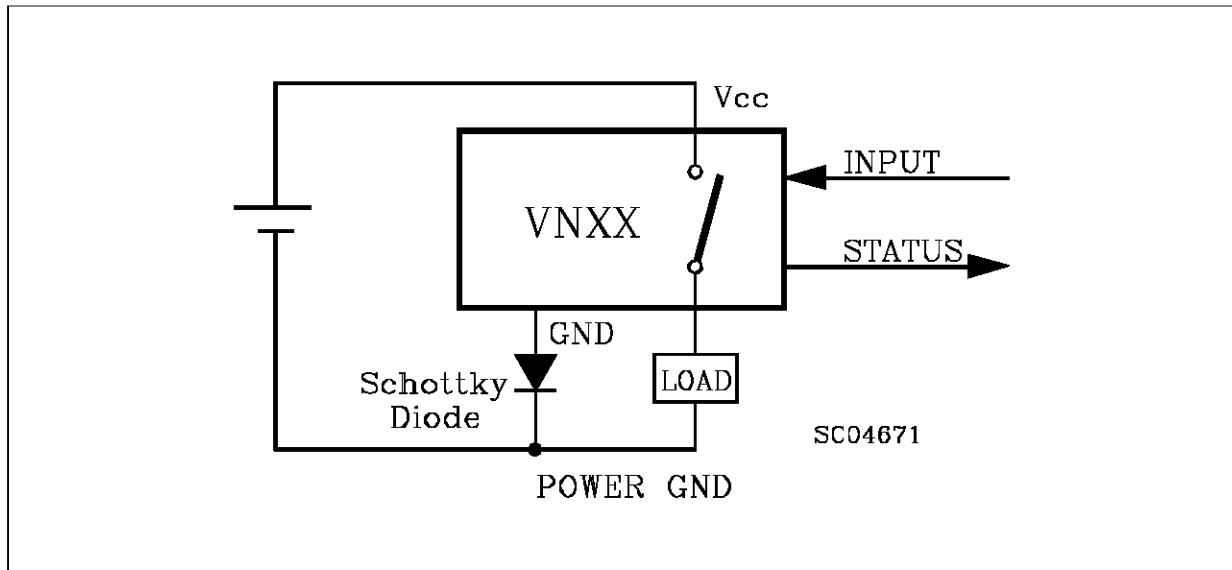 Vcc
INPUT
VNXX
STATUS
GND
Schottky
Diode
LOAD
SC04671
POWER GND